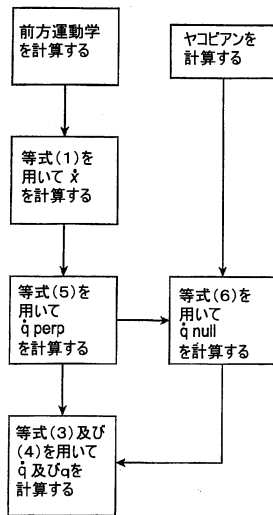 前方運動学
を計算する
ヤコビアンを
計算する
等式(1)を
用いて ẋ
を計算する
等式(5)を
用いて
q̇ perp
を計算する
等式(6)を
用いて
q̇ null
を計算する
等式(3)及び
(4)を用いて
q̇ 及びqを
計算する